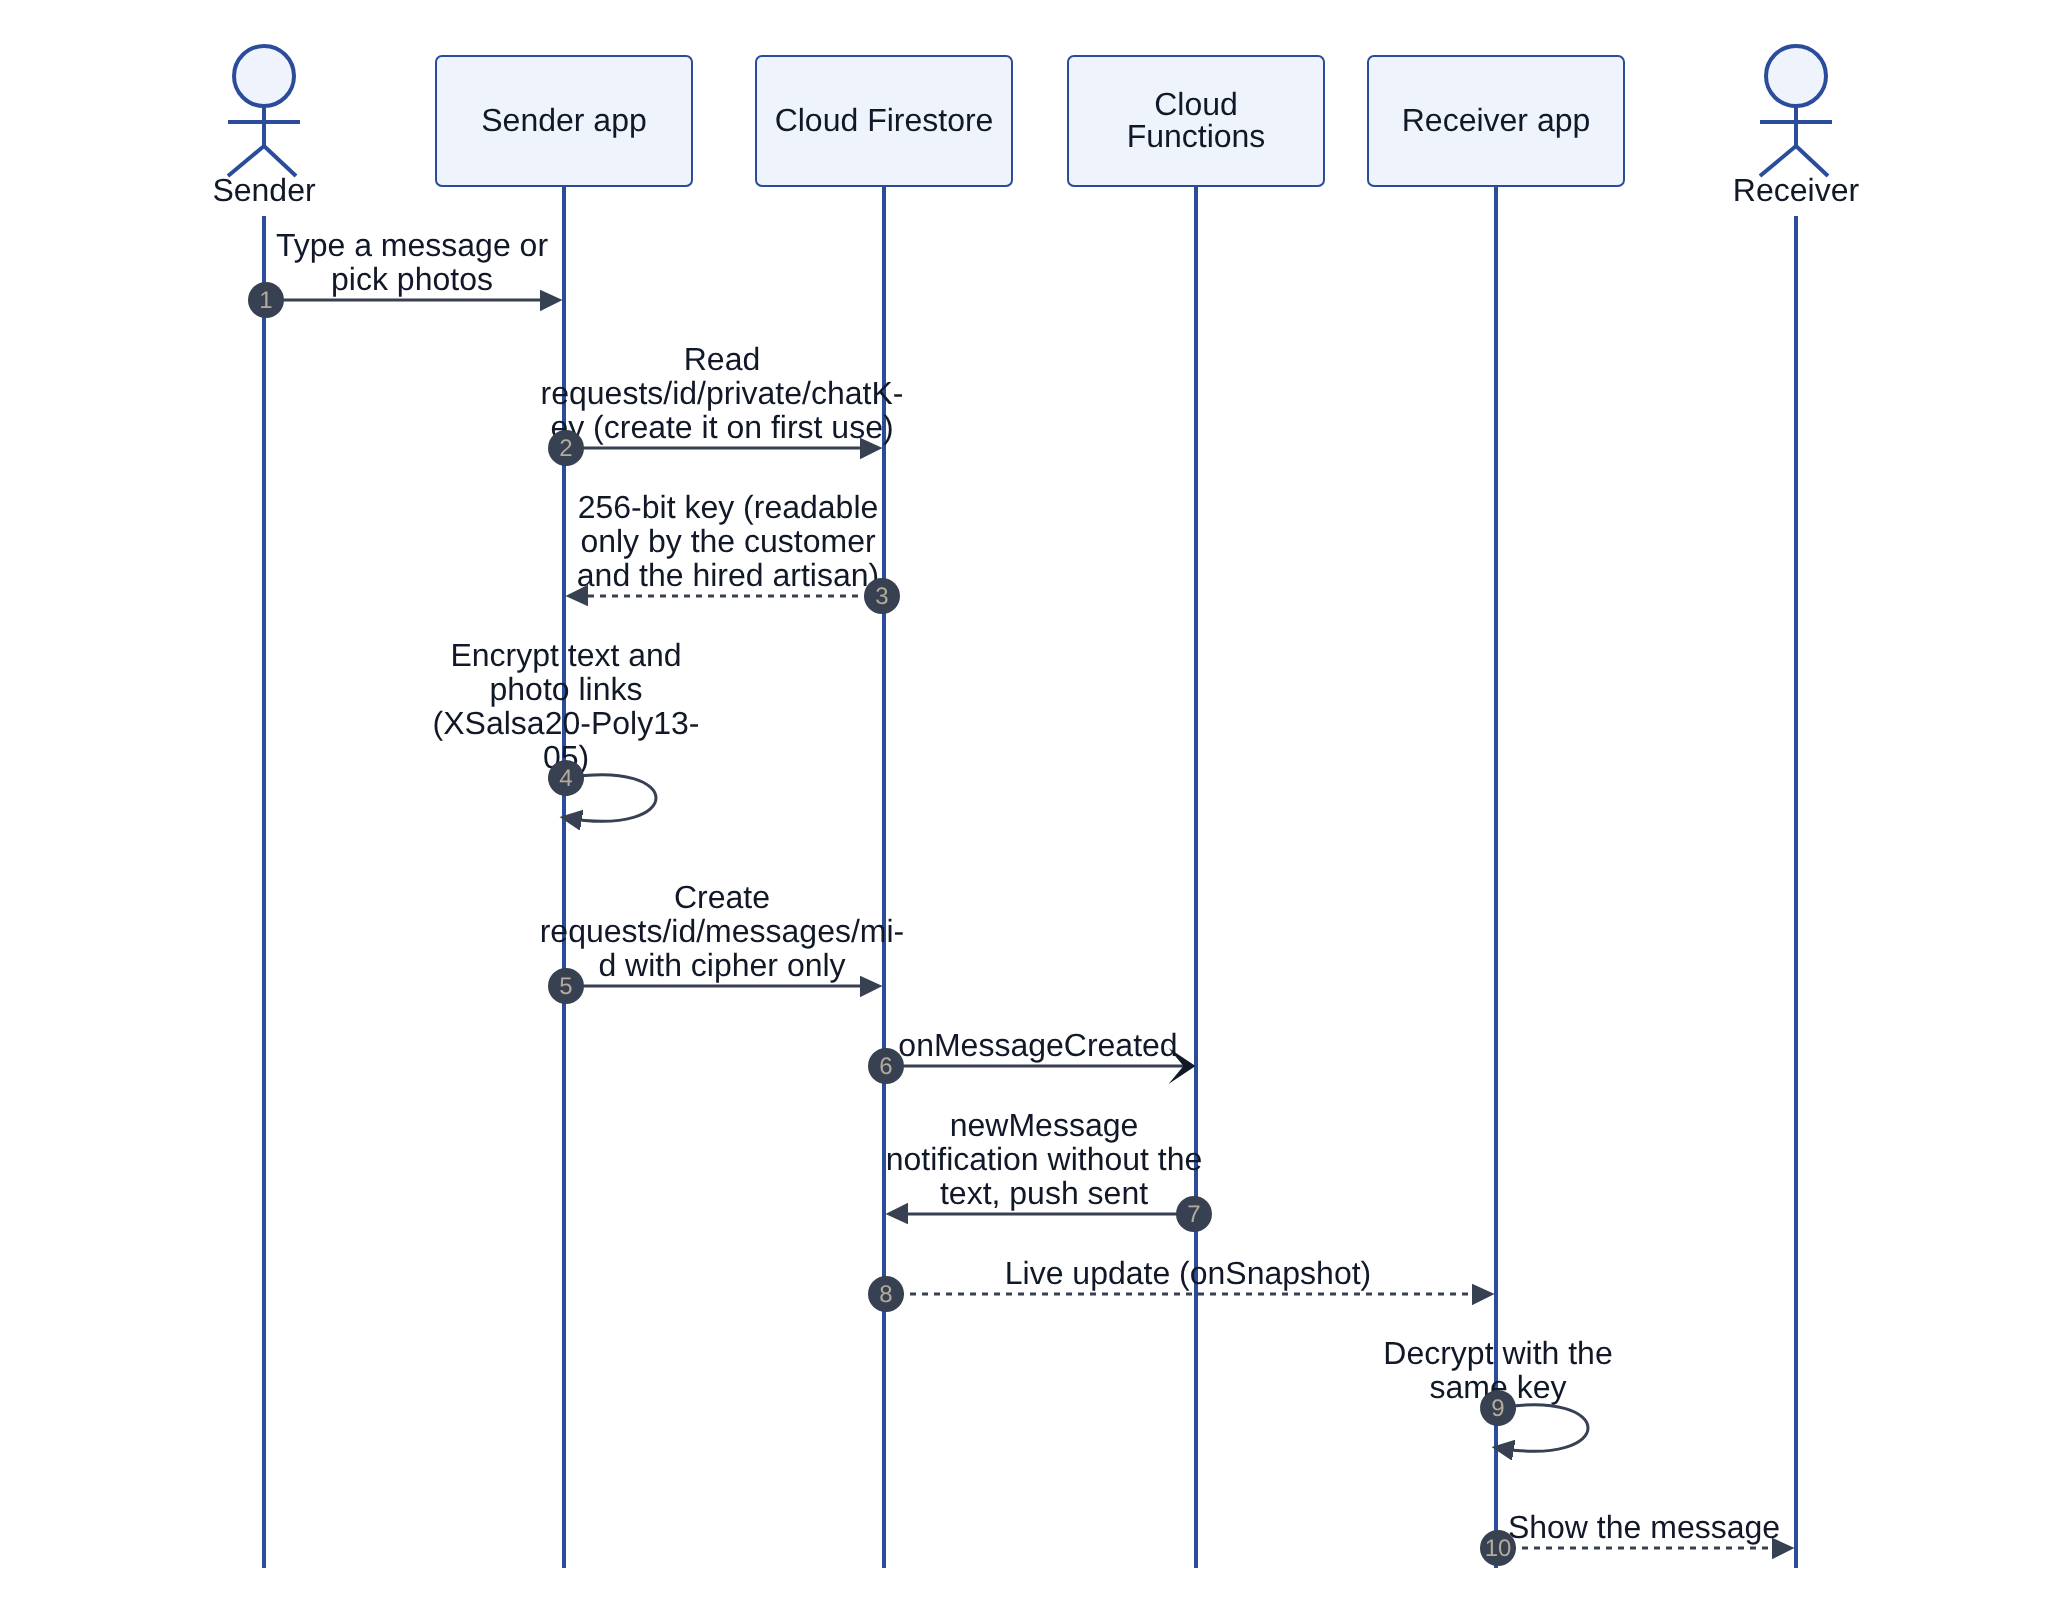 Sender
Sender app
Cloud Firestore
Cloud
Functions
Receiver app
Receiver
Type a message or
pick photos
1
Read
requests/id/private/chatK-
ey (create it on first use)
2
256-bit key (readable
only by the customer
and the hired artisan)
3
Encrypt text and
photo links
(XSalsa20-Poly13-
05)
4
Create
requests/id/messages/mi-
d with cipher only
5
onMessageCreated
6
newMessage
notification without the
text, push sent
7
Live update (onSnapshot)
8
Decrypt with the
same key
9
Show the message
10